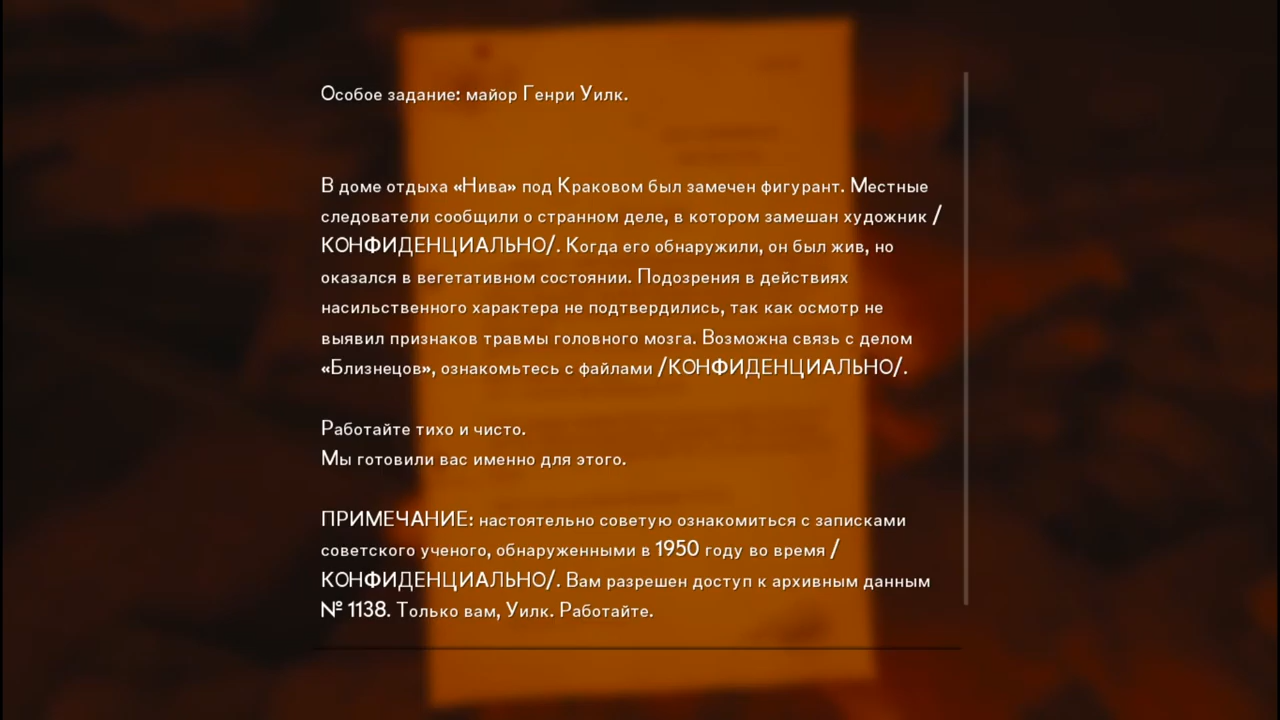 Особое задание: майор Генри Уилк.
В доме отдыха «Нива» под Краковом был замечен фигурант. Местные
следователи сообщили о странном деле, в котором замешан художник /
КОНФИДЕНЦИАЛЬНО/. Когда его обнаружили, он был жив, но
оказался в вегетативном состоянии. Подозрения в действиях
насильственного характера не подтвердились, так как осмотр не
выявил признаков травмы головного мозга. Возможна связь с делом
«Близнецов», ознакомьтесь с файлами /КОНФИДЕНЦИАЛЬНО/.
Работайте тихо и чисто.
Мы готовили вас именно для этого.
ПРИМЕЧАНИЕ: настоятельно советую ознакомиться с записками
советского ученого, обнаруженными в 1950 году во время /
КОНФИДЕНЦИАЛЬНО/. Вам разрешен доступ к архивным данным
№ 1138. Только вам, Уилк. Работайте.